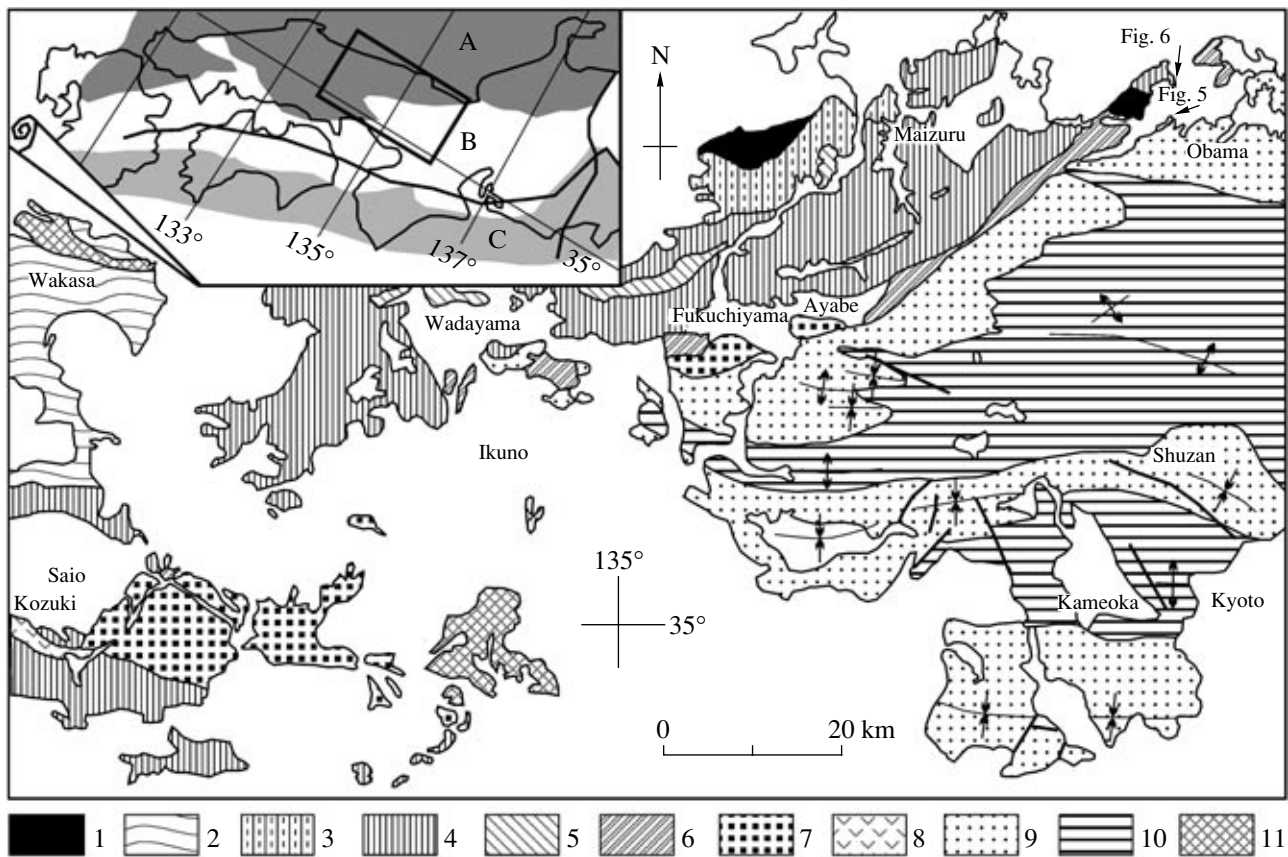 A
B
C
133°
135°
137°
35°
N
Fig. 6
Fig. 5
Maizuru
Obama
Wakasa
Wadayama
Fukuchiyama
Ayabe
Ikuno
Shuzan
135°
35°
Saio
Kozuki
Kameoka
Kyoto
0 20 km
1 2 3 4 5 6 7 8 9 10 11